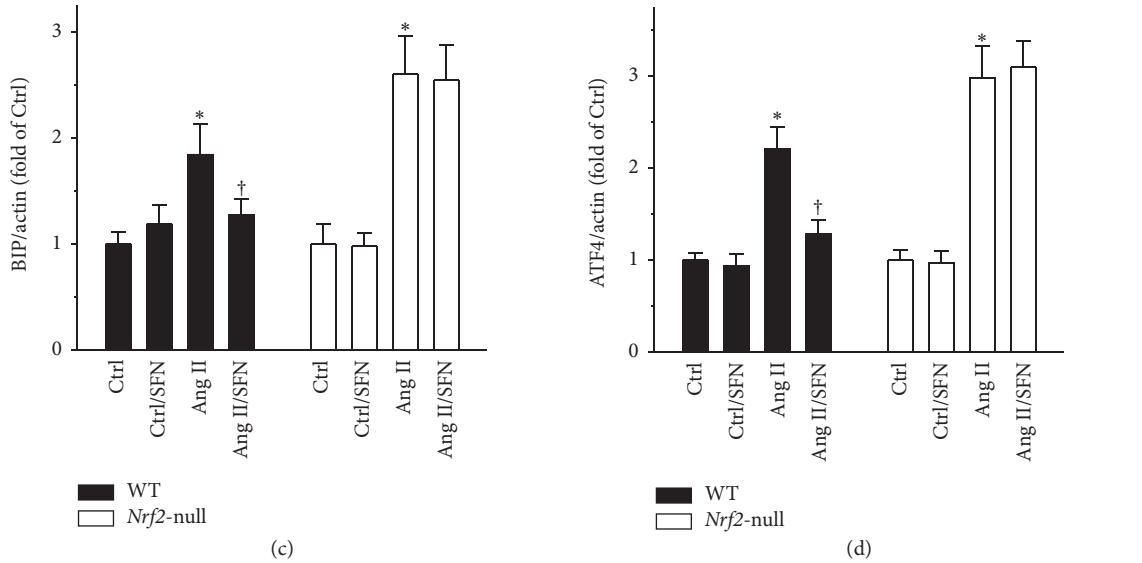 BIP/actin (fold of Ctrl)
3
2
1
0
*
†
*
Ctrl
Ctrl/SFN
Ang II
Ang II/SFN
Ctrl
Ctrl/SFN
Ang II
Ang II/SFN
WT
Nrf2-null
(c)
ATF4/actin (fold of Ctrl)
3
2
1
0
*
†
*
Ctrl
Ctrl/SFN
Ang II
Ang II/SFN
Ctrl
Ctrl/SFN
Ang II
Ang II/SFN
WT
Nrf2-null
(d)